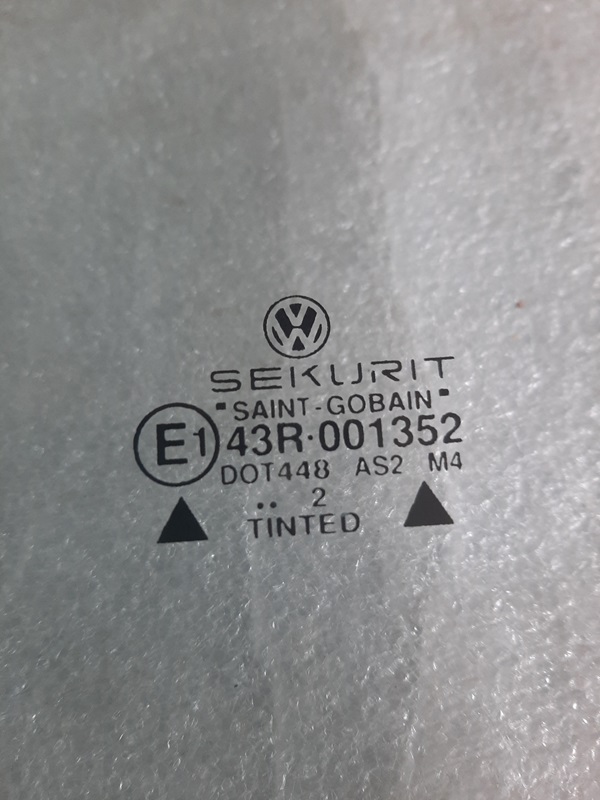 SEKURIT
"SAINT-GOBAIN"
E1 43R·001352
DOT448 AS2 M4
.. 2
TINTED